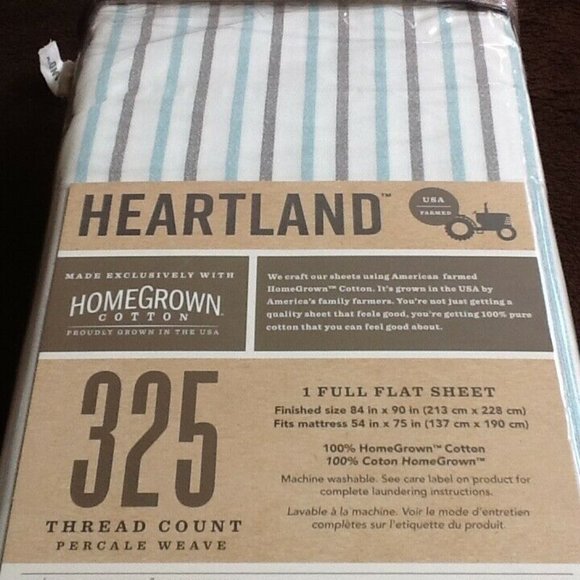 HEARTLAND™
USA
FARMED
MADE EXCLUSIVELY WITH
HOMEGROWN™
COTTON
PROUDLY GROWN IN THE USA
We craft our sheets using American farmed
HomeGrown™ Cotton. It's grown in the USA by
America's family farmers. You're not just getting a
quality sheet that feels good, you're getting 100% pure
cotton that you can feel good about.
325
THREAD COUNT
PERCALE WEAVE
1 FULL FLAT SHEET
Finished size 84 in x 90 in (213 cm x 228 cm)
Fits mattress 54 in x 75 in (137 cm x 190 cm)
100% HomeGrown™ Cotton
100% Coton HomeGrown™
Machine washable. See care label on product for
complete laundering instructions.
Lavable à la machine. Voir le mode d'entretien
complètes sur l'etiquette du produit.